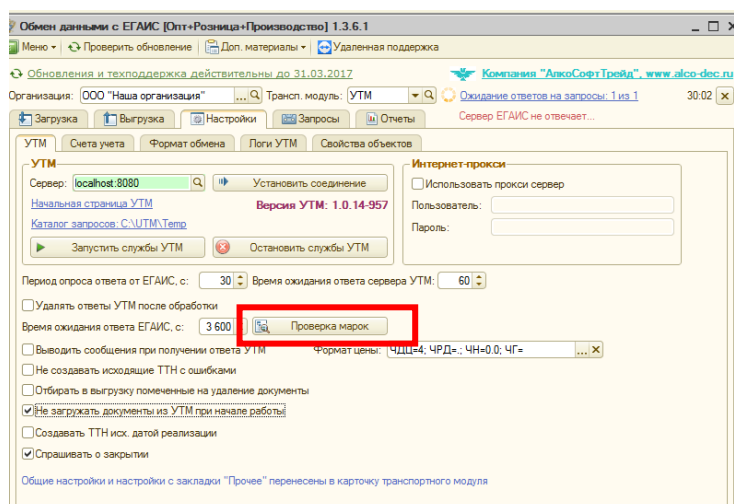 Обмен данными с ЕГАИС [Опт+Розница+Производство] 1.3.6.1
Меню Проверить обновление Доп. материалы Удаленная поддержка
Обновления и техподдержка действительны до 31.03.2017 Компания "АлкоСофтТрейд", www.alco-dec.ru
Организация: ООО "Наша организация" ... Трансп. модуль: УТМ Ожидание ответов на запросы: 1 из 1 30:02
Загрузка Выгрузка Настройки Запросы Отчеты Сервер ЕГАИС не отвечает...
УТМ Счета учета Формат обмена Логи УТМ Свойства объектов
УТМ Интернет-прокси
Сервер: localhost:8080 Установить соединение Использовать прокси сервер
Начальная страница УТМ Версия УТМ: 1.0.14-957 Пользователь:
Каталог запросов: C:\UTM\Temp Пароль:
Запустить службы УТМ Остановить службы УТМ
Период опроса ответа от ЕГАИС, с: 30 Время ожидания ответа сервера УТМ: 60
Удалять ответы УТМ после обработки
Время ожидания ответа ЕГАИС, с: 3 600 Проверка марок
Выводить сообщения при получении ответа УТМ Формат цены: ЧДЦ=4; ЧРД=.; ЧН=0.0; ЧГ= ...
Не создавать исходящие ТТН с ошибками
Отбирать в выгрузку помеченные на удаление документы
Не загружать документы из УТМ при начале работы
Создавать ТТН исх. датой реализации
Спрашивать о закрытии
Общие настройки и настройки с закладки "Прочее" перенесены в карточку транспортного модуля